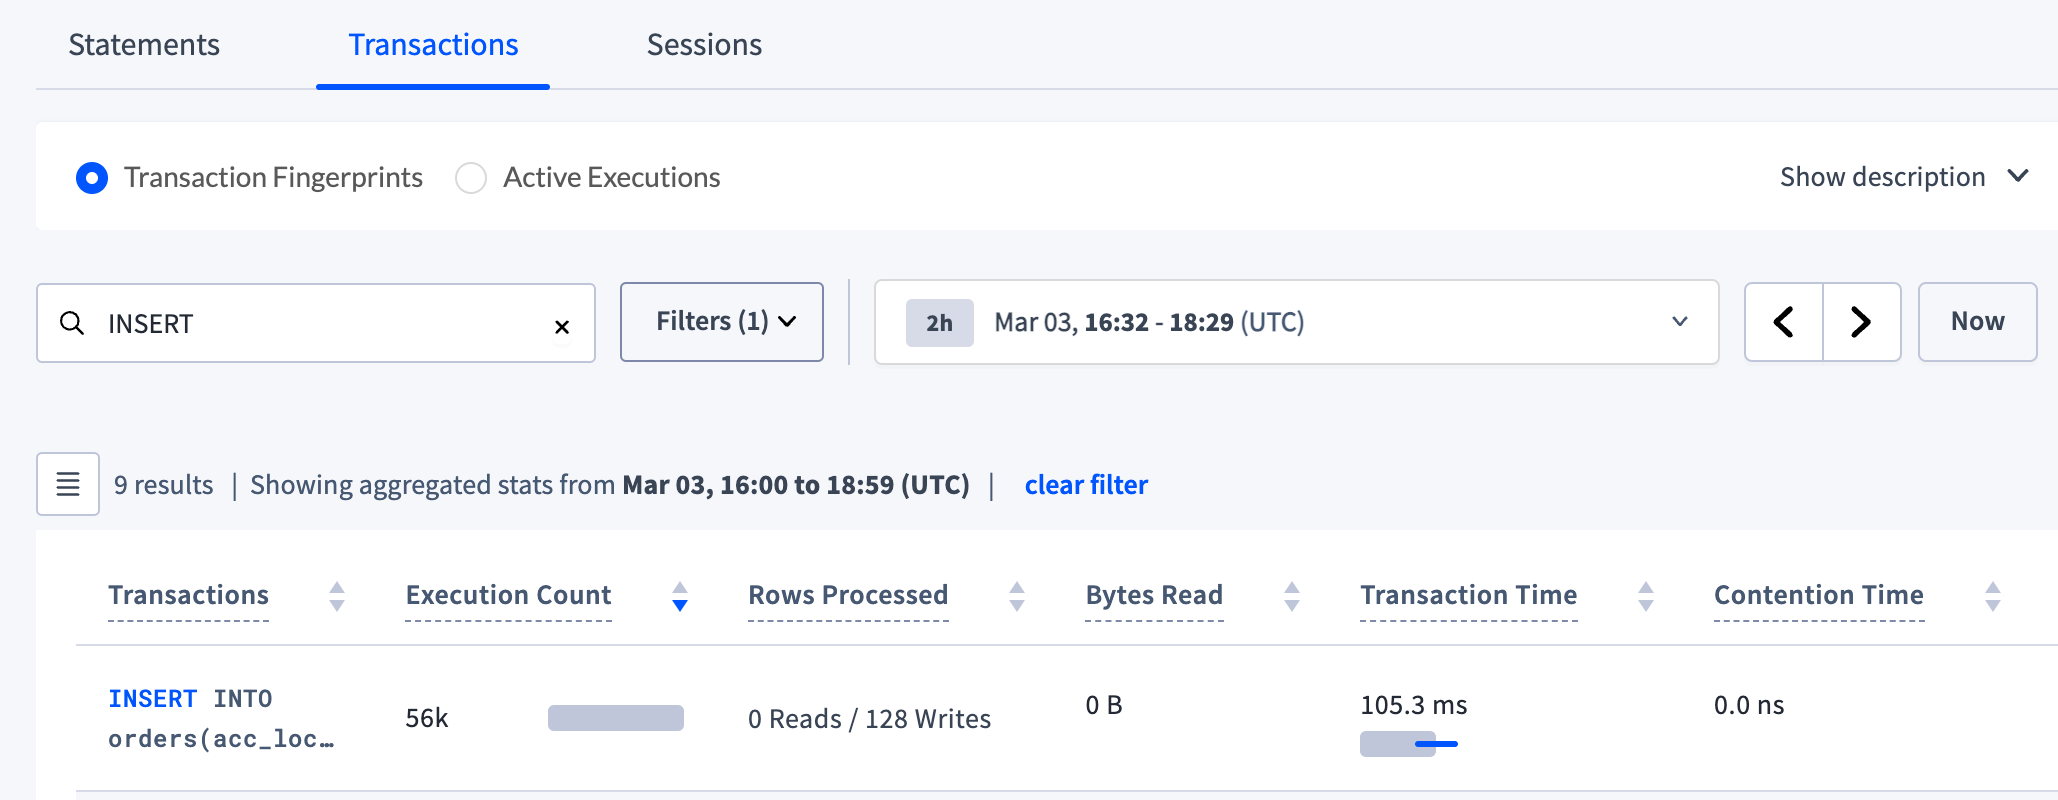 Statements Transactions Sessions
Transaction Fingerprints Active Executions Show description
INSERT Filters (1) 2h Mar 03, 16:32 - 18:29 (UTC) Now
9 results | Showing aggregated stats from Mar 03, 16:00 to 18:59 (UTC) | clear filter
Transactions Execution Count Rows Processed Bytes Read Transaction Time Contention Time
INSERT INTO 56k 0 Reads / 128 Writes 0 B 105.3 ms 0.0 ns
orders(acc_loc…